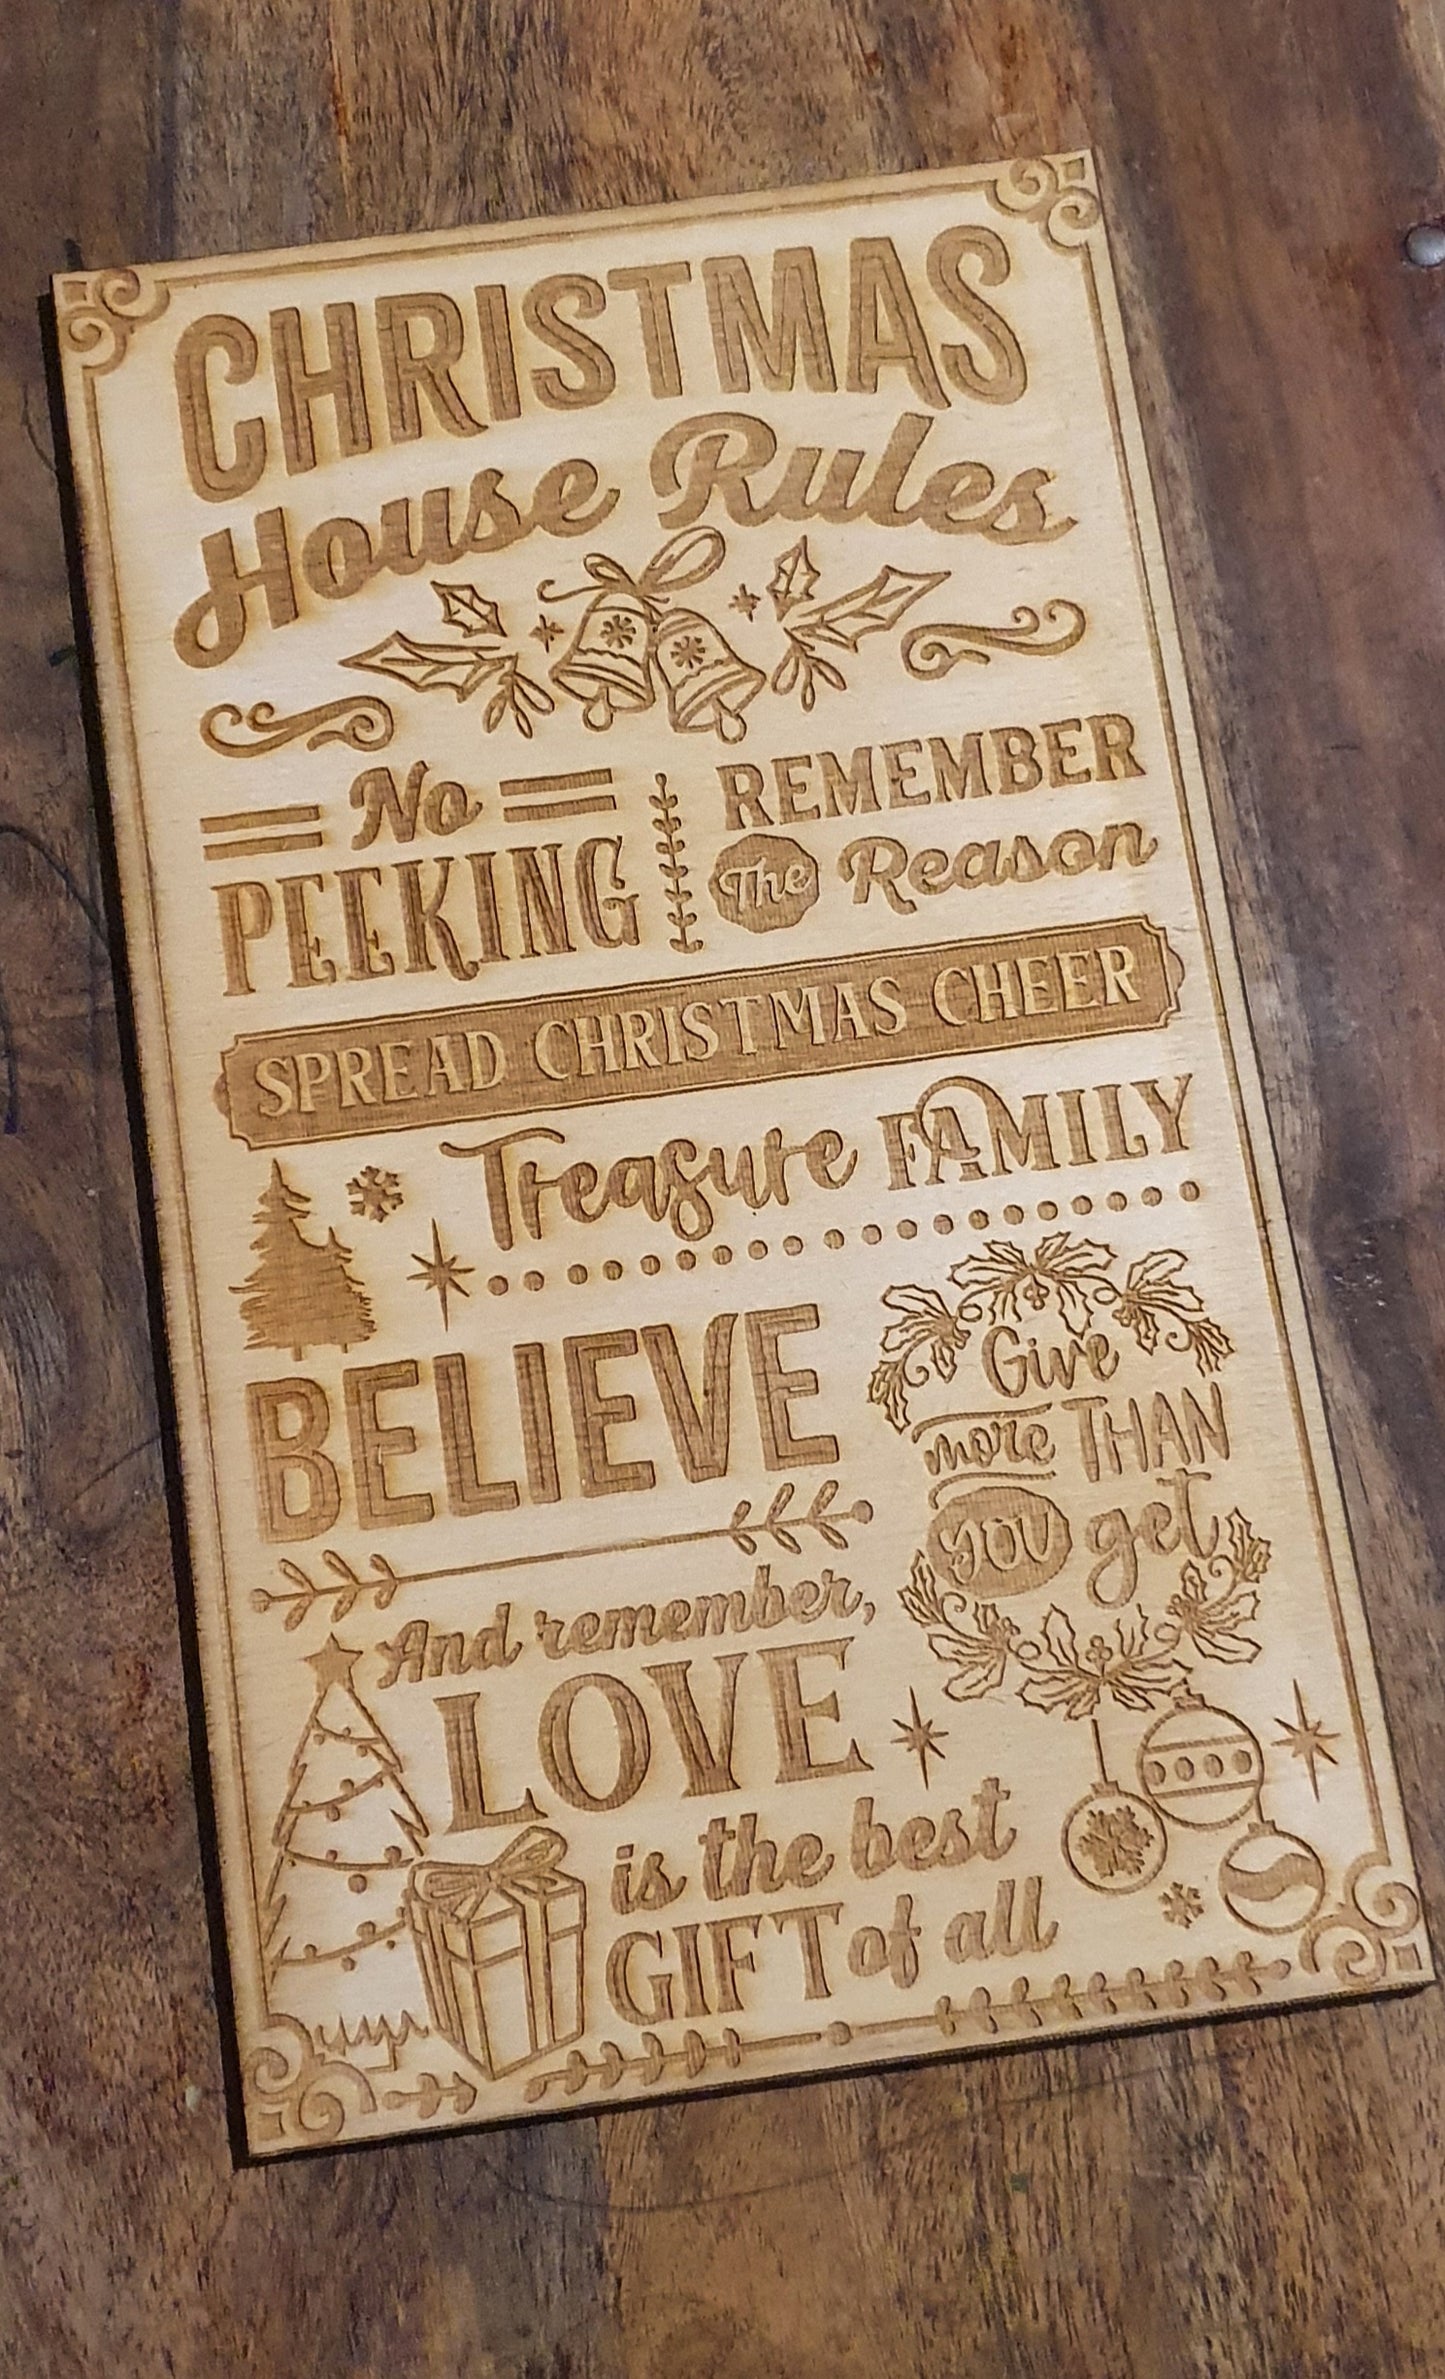 CHRISTMAS
House Rules
No
PEEKING
REMEMBER
The Reason
SPREAD CHRISTMAS CHEER
Treasure FAMILY
BELIEVE
Give
more THAN
YOU get
And remember,
LOVE
is the best
GIFT of all